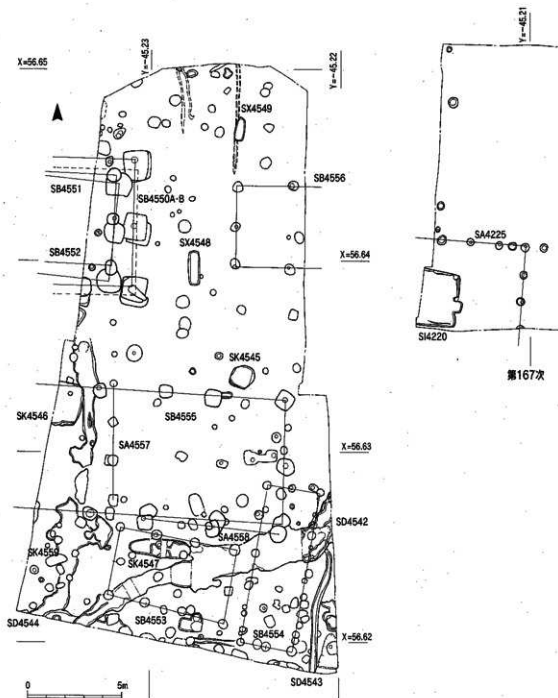 Y=-45.23
Y=-45.22
Y=-45.21
X=56.65
SX4549
SB4551
SB4550A-B
SB4556
SB4552
SX4548
X=56.64
SA4225
SI4220
第167次
SK4545
SK4546
SB4555
SA4557
X=56.63
SD4542
SA4558
SK4559
SK4547
SD4544
SB4553
SB4554
X=56.62
SD4543
0 5m